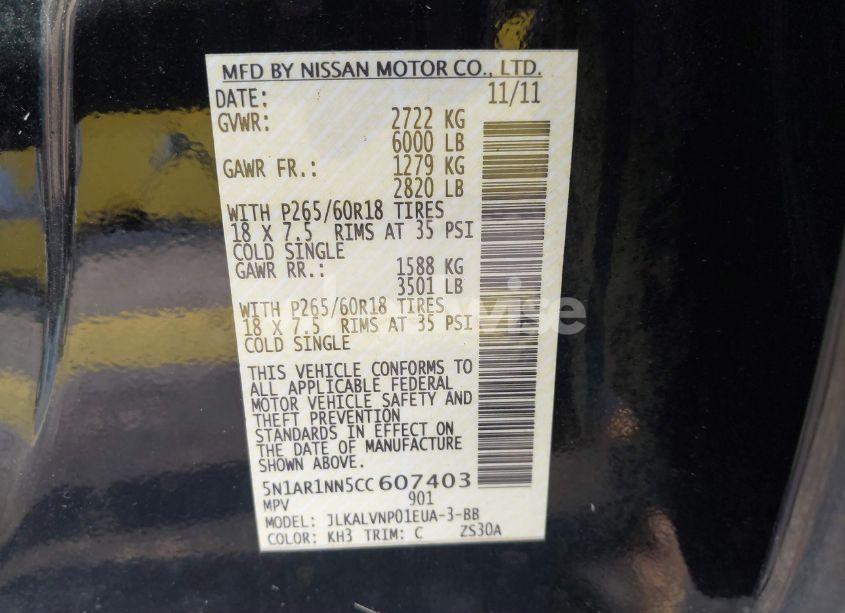 MFD BY NISSAN MOTOR CO., LTD.
DATE: 11/11
GVWR: 2722 KG
6000 LB
GAWR FR.: 1279 KG
2820 LB
WITH P265/60R18 TIRES
18 X 7.5 RIMS AT 35 PSI
COLD SINGLE
GAWR RR.: 1588 KG
3501 LB
WITH P265/60R18 TIRES
18 X 7.5 RIMS AT 35 PSI
COLD SINGLE
THIS VEHICLE CONFORMS TO
ALL APPLICABLE FEDERAL
MOTOR VEHICLE SAFETY AND
THEFT PREVENTION
STANDARDS IN EFFECT ON
THE DATE OF MANUFACTURE
SHOWN ABOVE.
5N1AR1NN5CC607403
MPV 901
MODEL: JLKALVNP01EUA-3-BB
COLOR: KH3 TRIM: C ZS30A